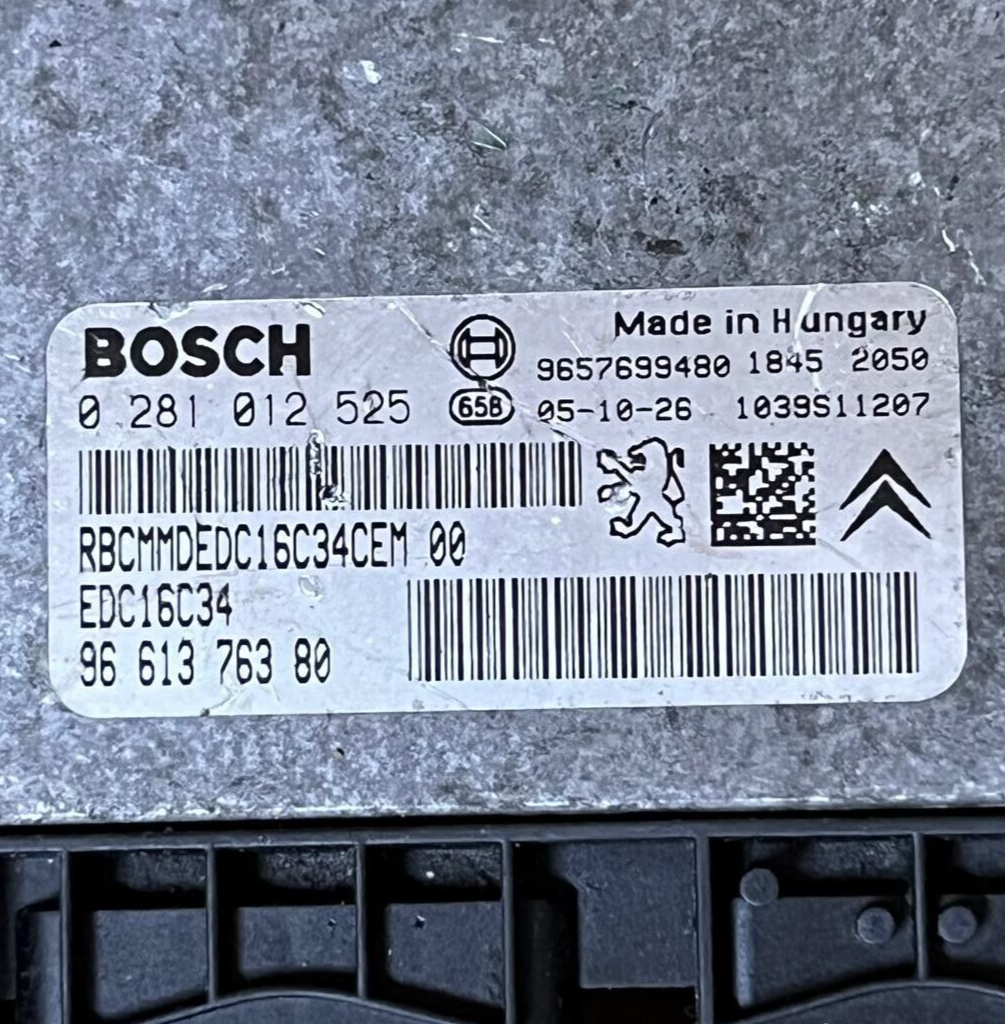 BOSCH
Made in Hungary
9657699480 1845 2050
0 281 012 525
65B 05-10-26 1039S11207
RBCMMDEDC16C34CEM 00
EDC16C34
96 613 763 80